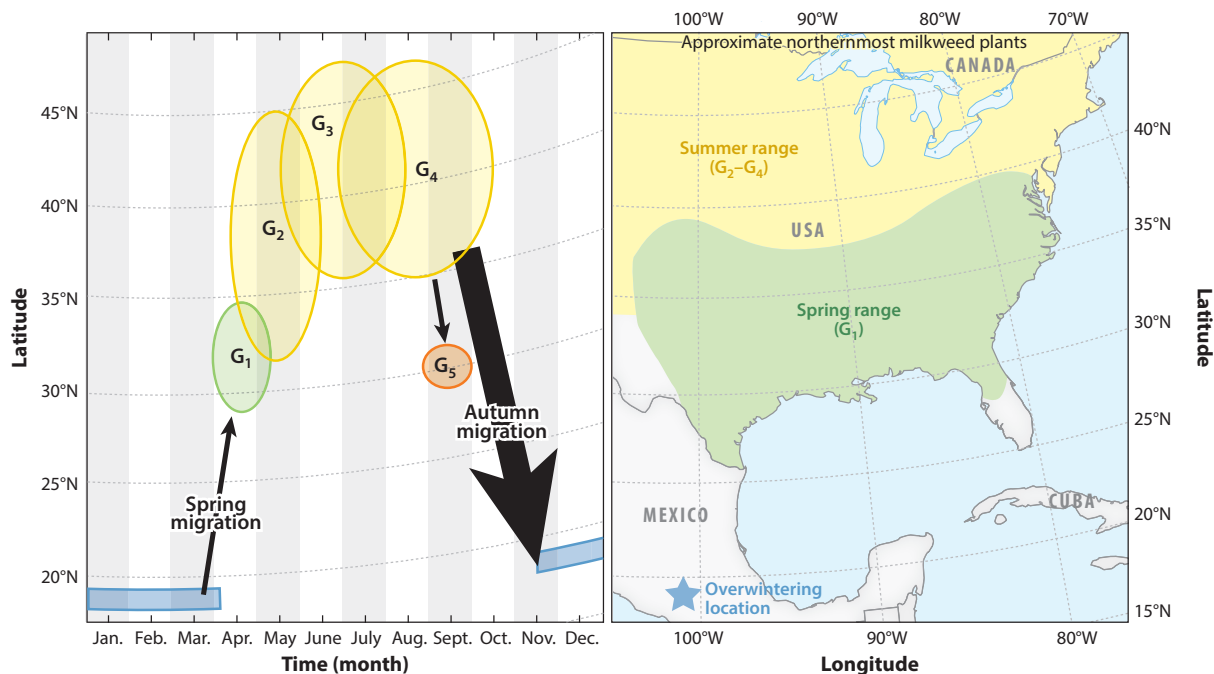 Latitude
45°N
40°N
35°N
30°N
25°N
20°N
G3
G4
G2
G1
G5
Autumn
migration
Spring
migration
Jan. Feb. Mar. Apr. May June July Aug. Sept. Oct. Nov. Dec.
Time (month)
100°W 90°W 80°W 70°W
Approximate northernmost milkweed plants
CANADA
Summer range
(G2–G4)
USA
Spring range
(G1)
MEXICO
CUBA
Overwintering
location
40°N
35°N
30°N
25°N
20°N
15°N
Latitude
100°W 90°W 80°W
Longitude